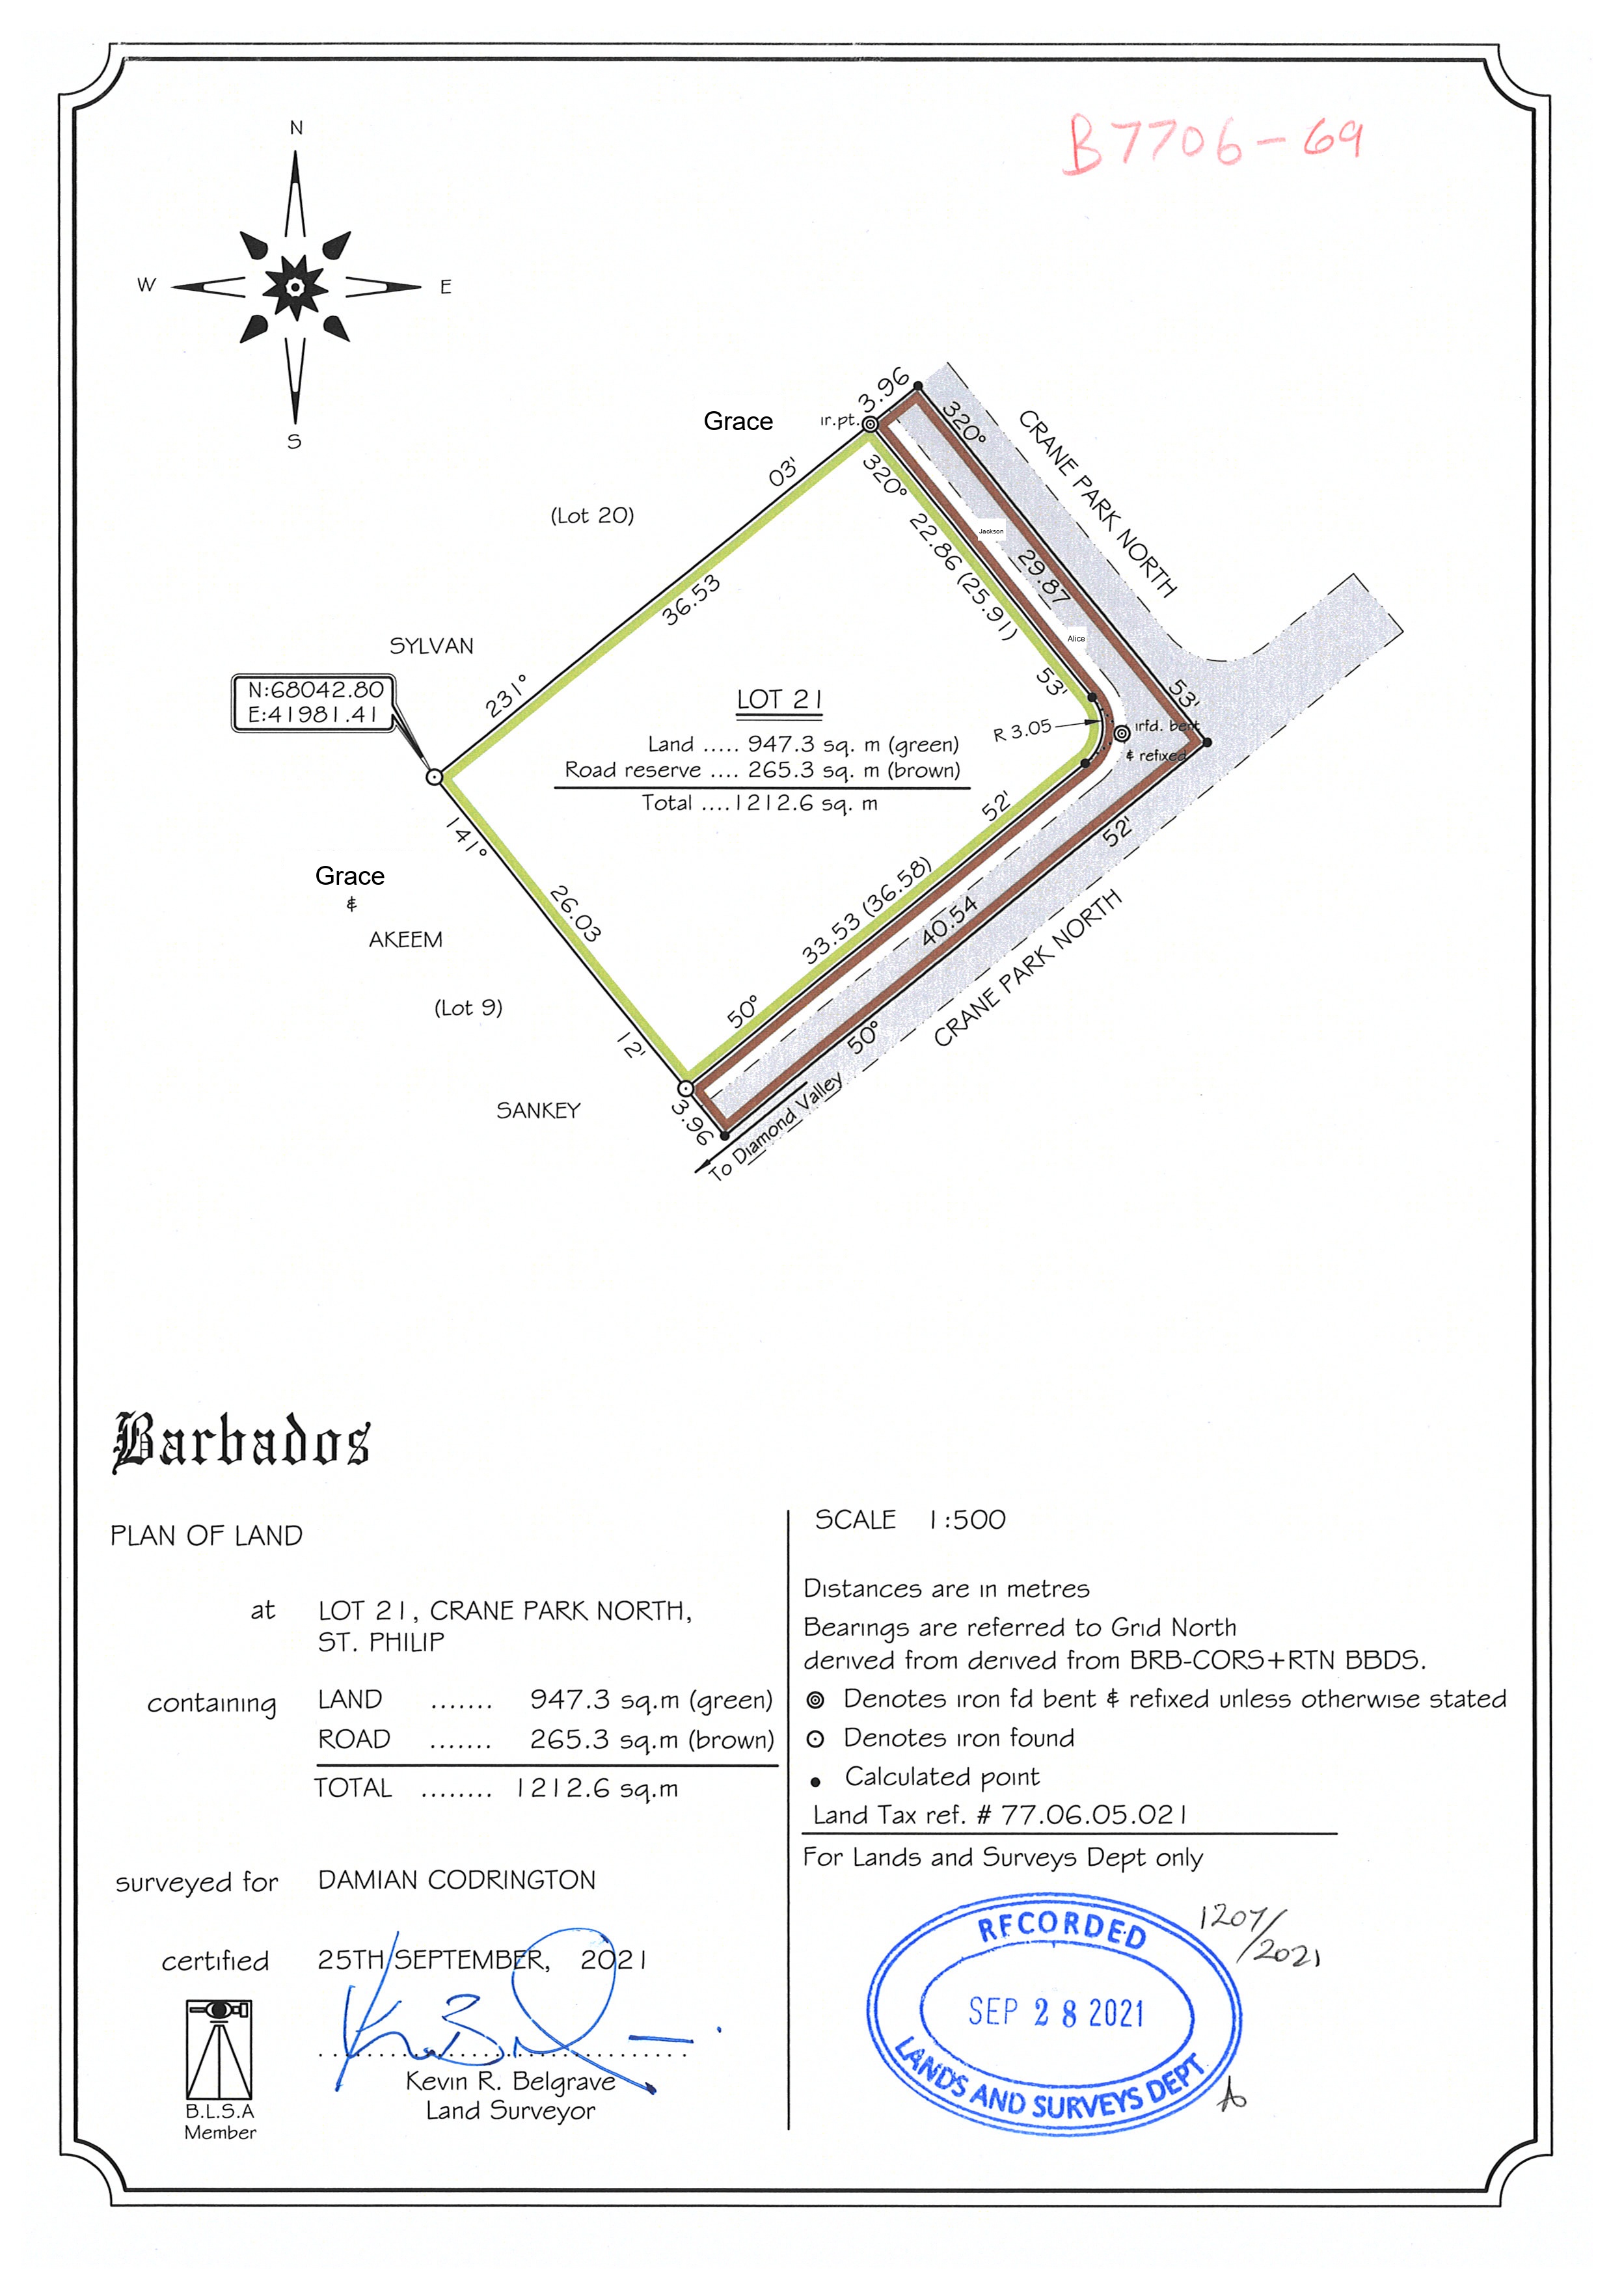 B7706-69
N
W
E
S
3.96
Grace
ir.pt.
320°
CRANE PARK NORTH
03'
320°
(Lot 20)
22.86 (25.91)
Jackson
29.87
36.53
Alice
SYLVAN
231°
53'
53'
N:68042.80
E:41981.41
LOT 21
R 3.05
irfd. bent
& refixed
Land ..... 947.3 sq. m (green)
Road reserve .... 265.3 sq. m (brown)
Total ....1212.6 sq. m
141°
52'
52'
Grace
&
AKEEM
26.03
33.53 (36.58)
40.54
CRANE PARK NORTH
(Lot 9)
50°
50°
12'
SANKEY
3.96
To Diamond Valley
Barbados
PLAN OF LAND
at LOT 21, CRANE PARK NORTH,
ST. PHILIP
containing LAND ....... 947.3 sq.m (green)
ROAD ....... 265.3 sq.m (brown)
TOTAL ........ 1212.6 sq.m
surveyed for DAMIAN CODRINGTON
certified 25TH SEPTEMBER, 2021
Kevin R. Belgrave
Land Surveyor
B.L.S.A
Member
SCALE 1:500
Distances are in metres
Bearings are referred to Grid North
derived from derived from BRB-CORS+RTN BBDS.
Denotes iron fd bent & refixed unless otherwise stated
Denotes iron found
Calculated point
Land Tax ref. # 77.06.05.021
For Lands and Surveys Dept only
RECORDED
SEP 28 2021
LANDS AND SURVEYS DEPT
1207/
2021